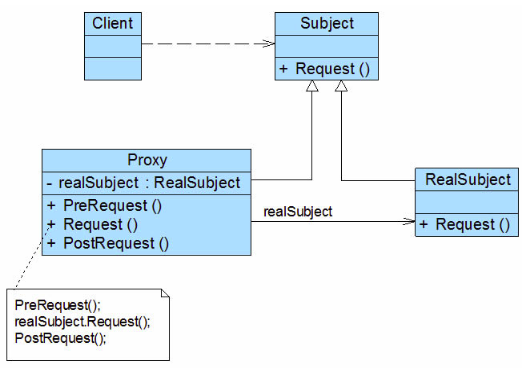 Client
Subject
+ Request ()
Proxy
- realSubject : RealSubject
+ PreRequest ()
+ Request ()
+ PostRequest ()
realSubject
RealSubject
+ Request ()
PreRequest();
realSubject.Request();
PostRequest();